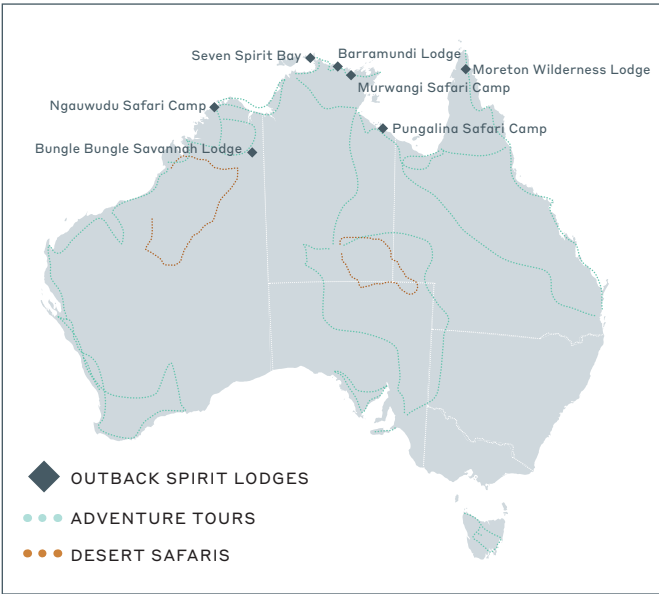 Seven Spirit Bay
Barramundi Lodge
Moreton Wilderness Lodge
Murwangi Safari Camp
Ngauwudu Safari Camp
Pungalina Safari Camp
Bungle Bungle Savannah Lodge
OUTBACK SPIRIT LODGES
ADVENTURE TOURS
DESERT SAFARIS